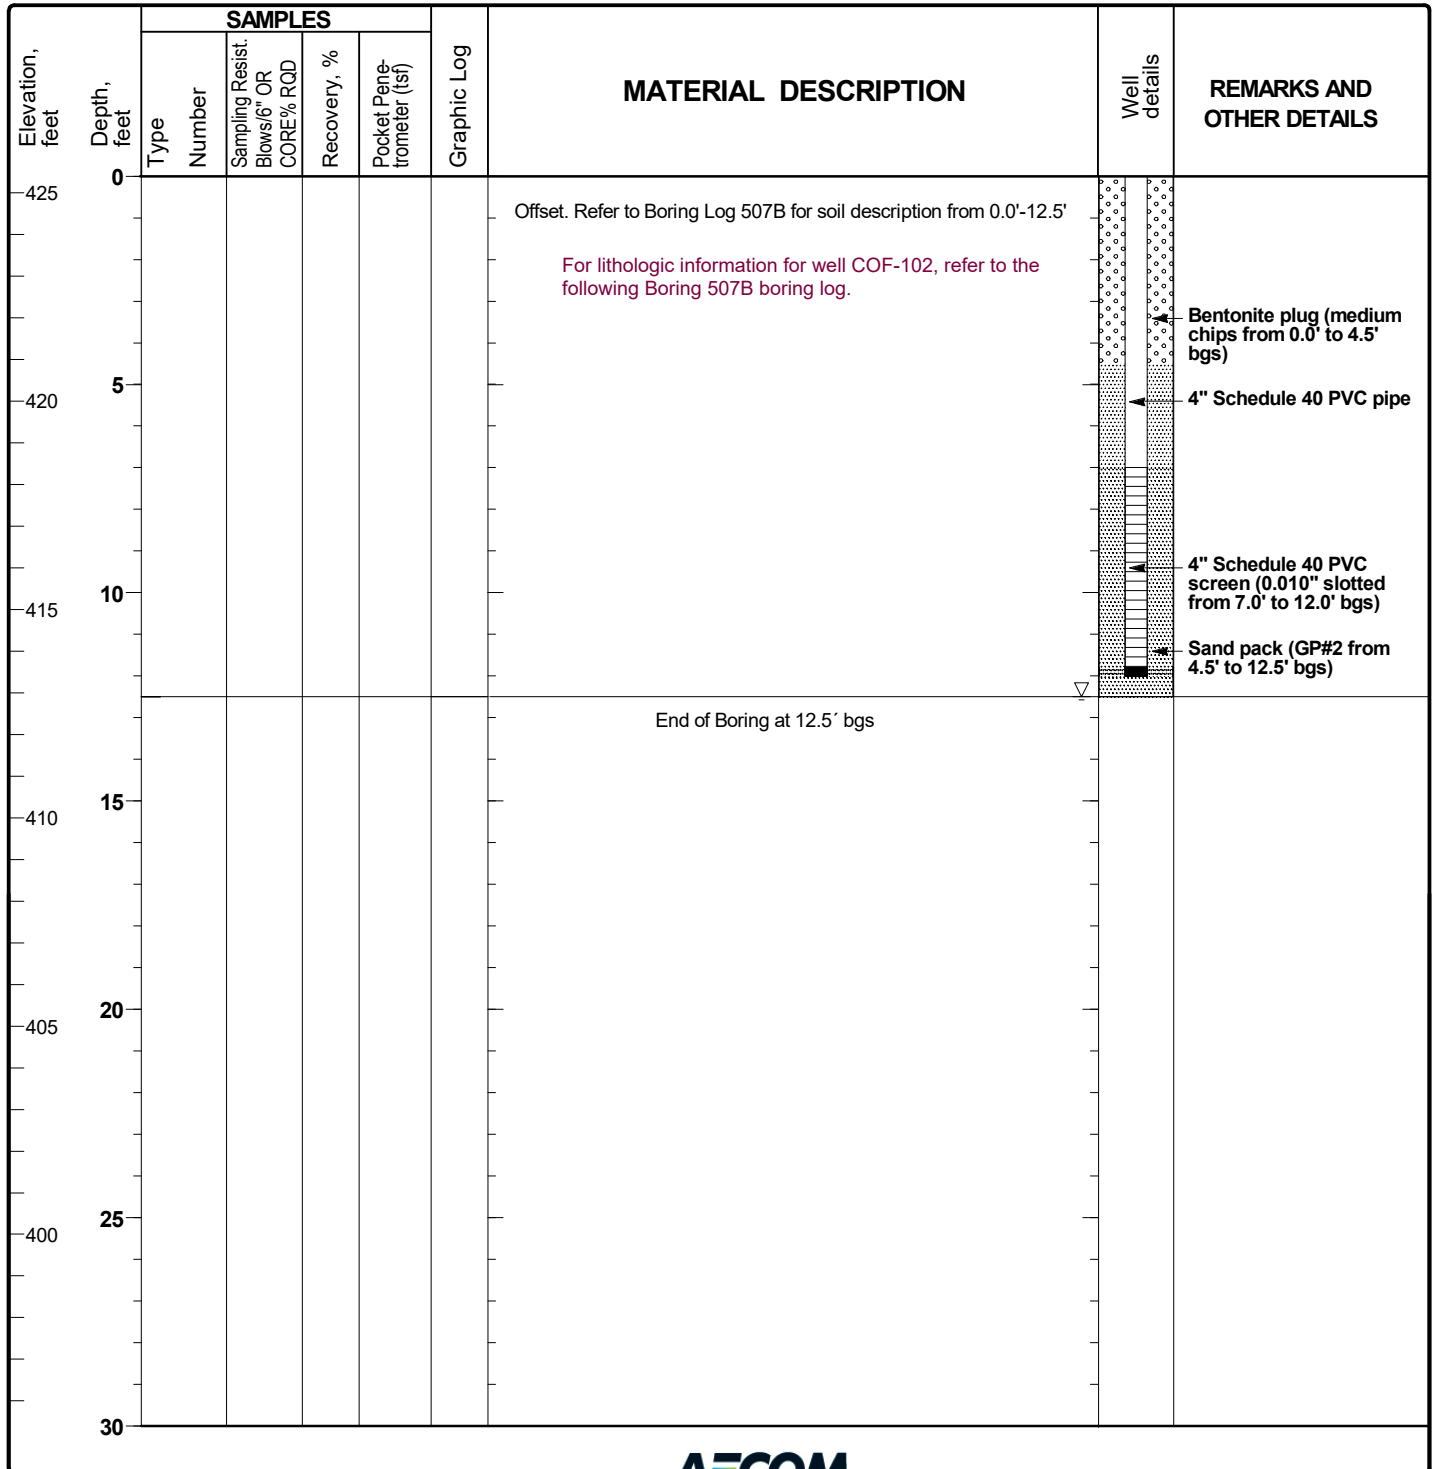 SAMPLES
Elevation,
feet
Depth,
feet
Type
Number
Sampling Resist.
Blows/6" OR
CORE% RQD
Recovery, %
Pocket Pene-
trometer (tsf)
Graphic Log
MATERIAL DESCRIPTION
Well
details
REMARKS AND
OTHER DETAILS
0
425
Offset. Refer to Boring Log 507B for soil description from 0.0'-12.5'
For lithologic information for well COF-102, refer to the
following Boring 507B boring log.
Bentonite plug (medium
chips from 0.0' to 4.5'
bgs)
5
420
4" Schedule 40 PVC pipe
4" Schedule 40 PVC
screen (0.010" slotted
from 7.0' to 12.0' bgs)
10
415
Sand pack (GP#2 from
4.5' to 12.5' bgs)
End of Boring at 12.5´ bgs
15
410
20
405
25
400
30
AECOM